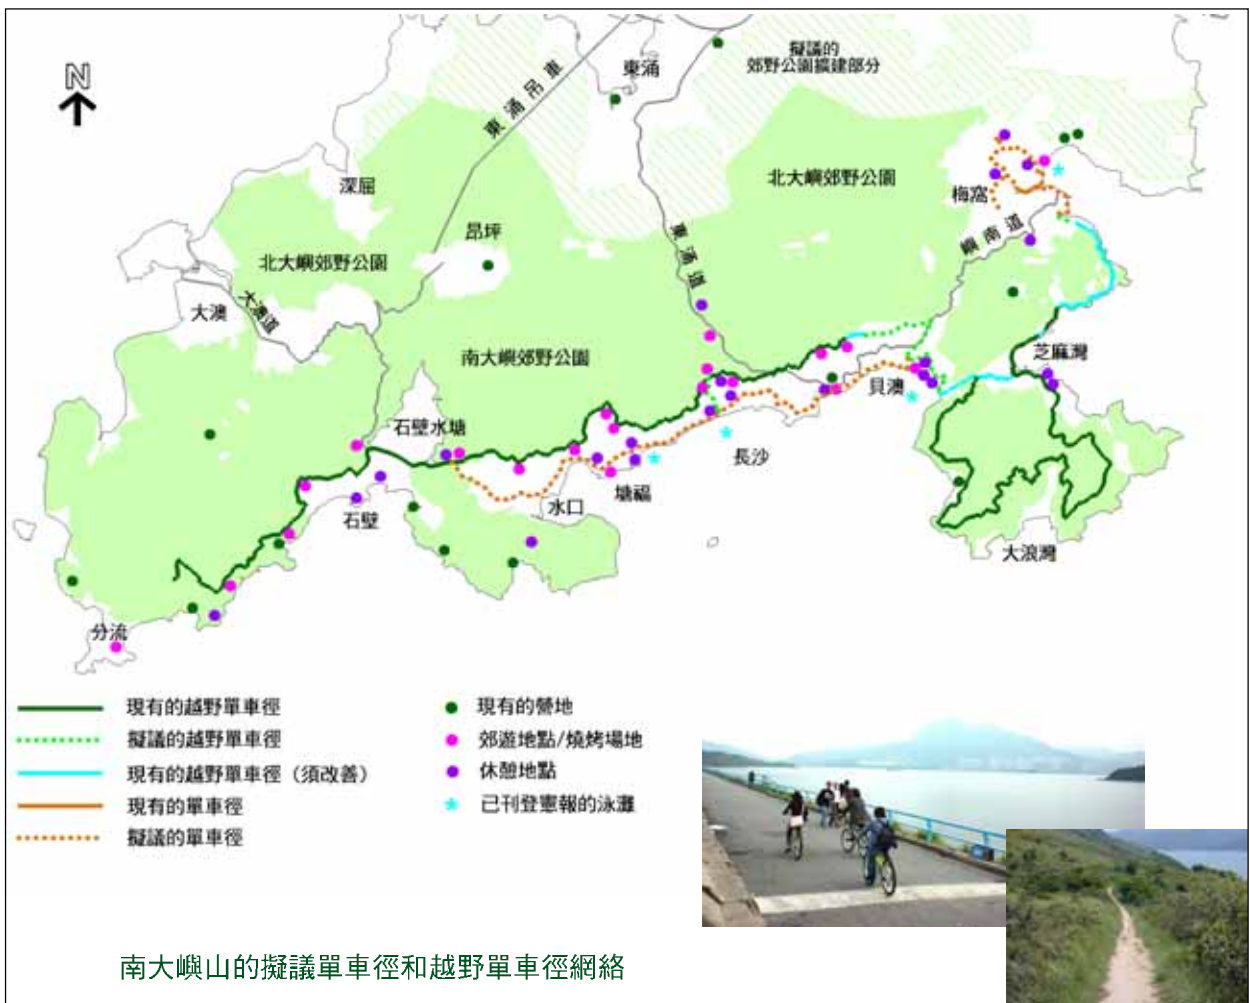 N
擬議的
郊野公園擴建部分
東涌
東涌吊車
深屈
北大嶼郊野公園
梅窩
昂坪
東涌道
嶼南道
北大嶼郊野公園
大澳
大澳道
南大嶼郊野公園
芝麻灣
貝澳
石壁水塘
長沙
塘福
水口
石壁
大浪灣
分流
現有的越野單車徑
擬議的越野單車徑
現有的越野單車徑（須改善）
現有的單車徑
擬議的單車徑
現有的營地
郊遊地點/燒烤場地
休憩地點
已刊登憲報的泳灘
南大嶼山的擬議單車徑和越野單車徑網絡